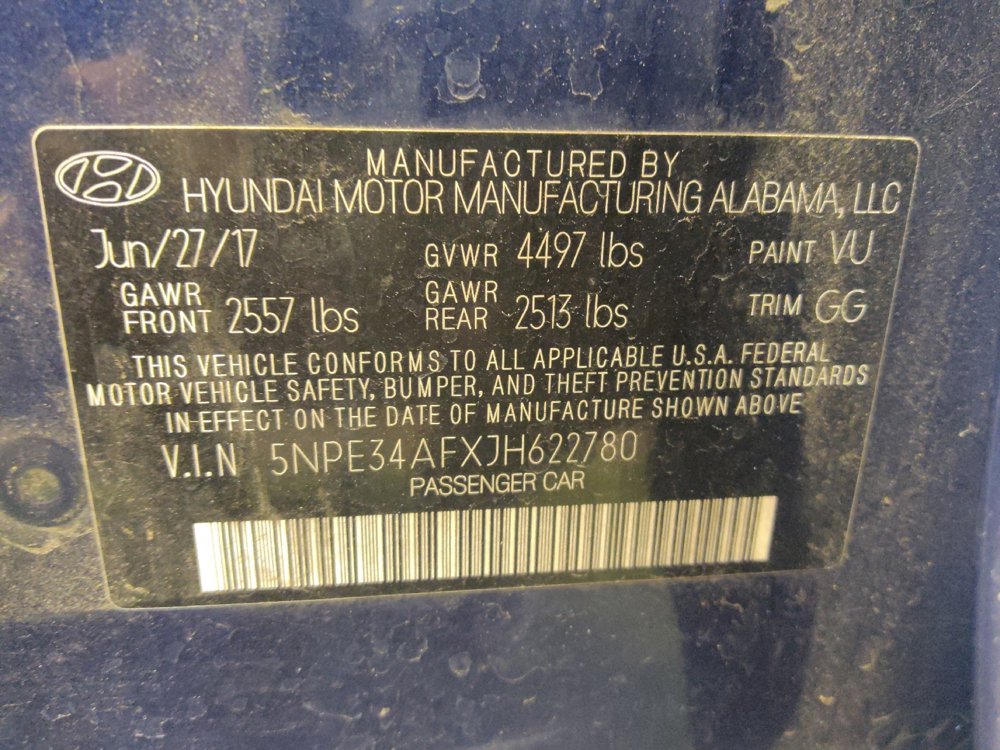 MANUFACTURED BY
HYUNDAI MOTOR MANUFACTURING ALABAMA, LLC
Jun/27/17 GVWR 4497 lbs PAINT VU
GAWR FRONT 2557 lbs GAWR REAR 2513 lbs TRIM GG
THIS VEHICLE CONFORMS TO ALL APPLICABLE U.S.A. FEDERAL
MOTOR VEHICLE SAFETY, BUMPER, AND THEFT PREVENTION STANDARDS
IN EFFECT ON THE DATE OF MANUFACTURE SHOWN ABOVE
V.I.N 5NPE34AFXJH622780
PASSENGER CAR